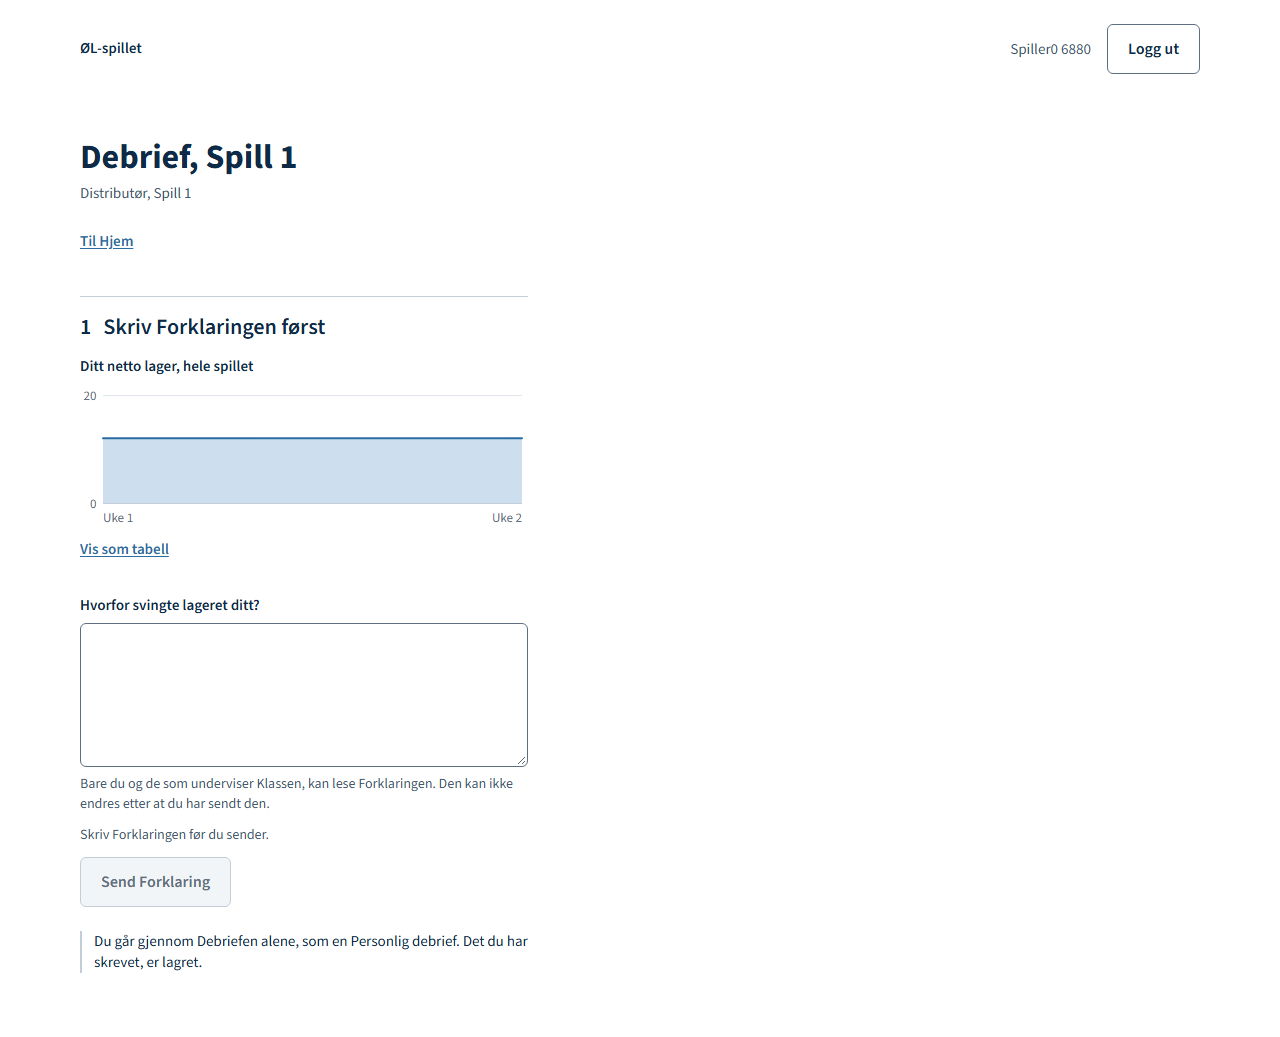 ØL-spillet
Spiller0 6880
Logg ut
Debrief, Spill 1
Distributør, Spill 1
Til Hjem
1 Skriv Forklaringen først
Ditt netto lager, hele spillet
20
0
Uke 1
Uke 2
Vis som tabell
Hvorfor svingte lageret ditt?
Bare du og de som underviser Klassen, kan lese Forklaringen. Den kan ikke
endres etter at du har sendt den.
Skriv Forklaringen før du sender.
Send Forklaring
Du går gjennom Debriefen alene, som en Personlig debrief. Det du har
skrevet, er lagret.